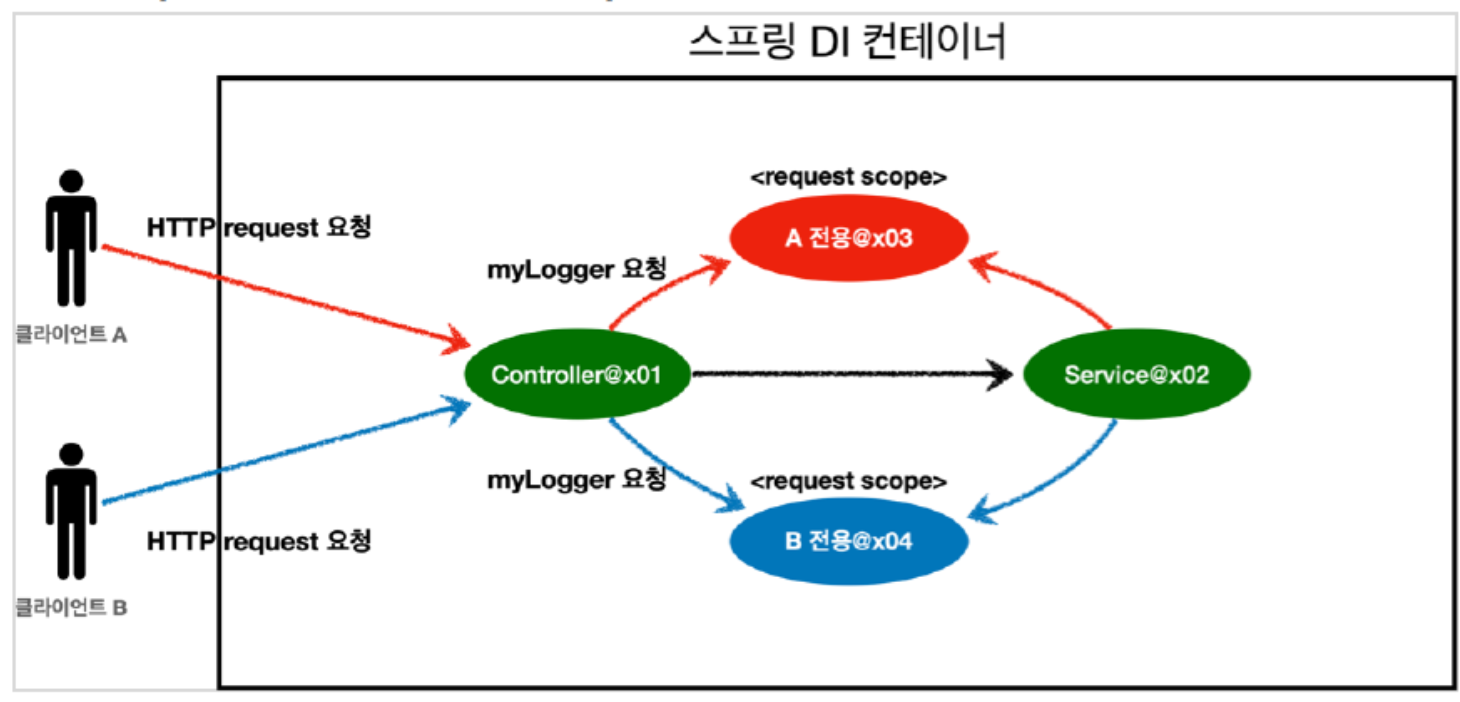 스프링 DI 컨테이너
<request scope>
HTTP request 요청
A 전용@x03
myLogger 요청
클라이언트 A
Controller@x01
Service@x02
myLogger 요청
<request scope>
HTTP request 요청
B 전용@x04
클라이언트 B